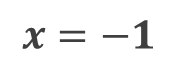 x = −1